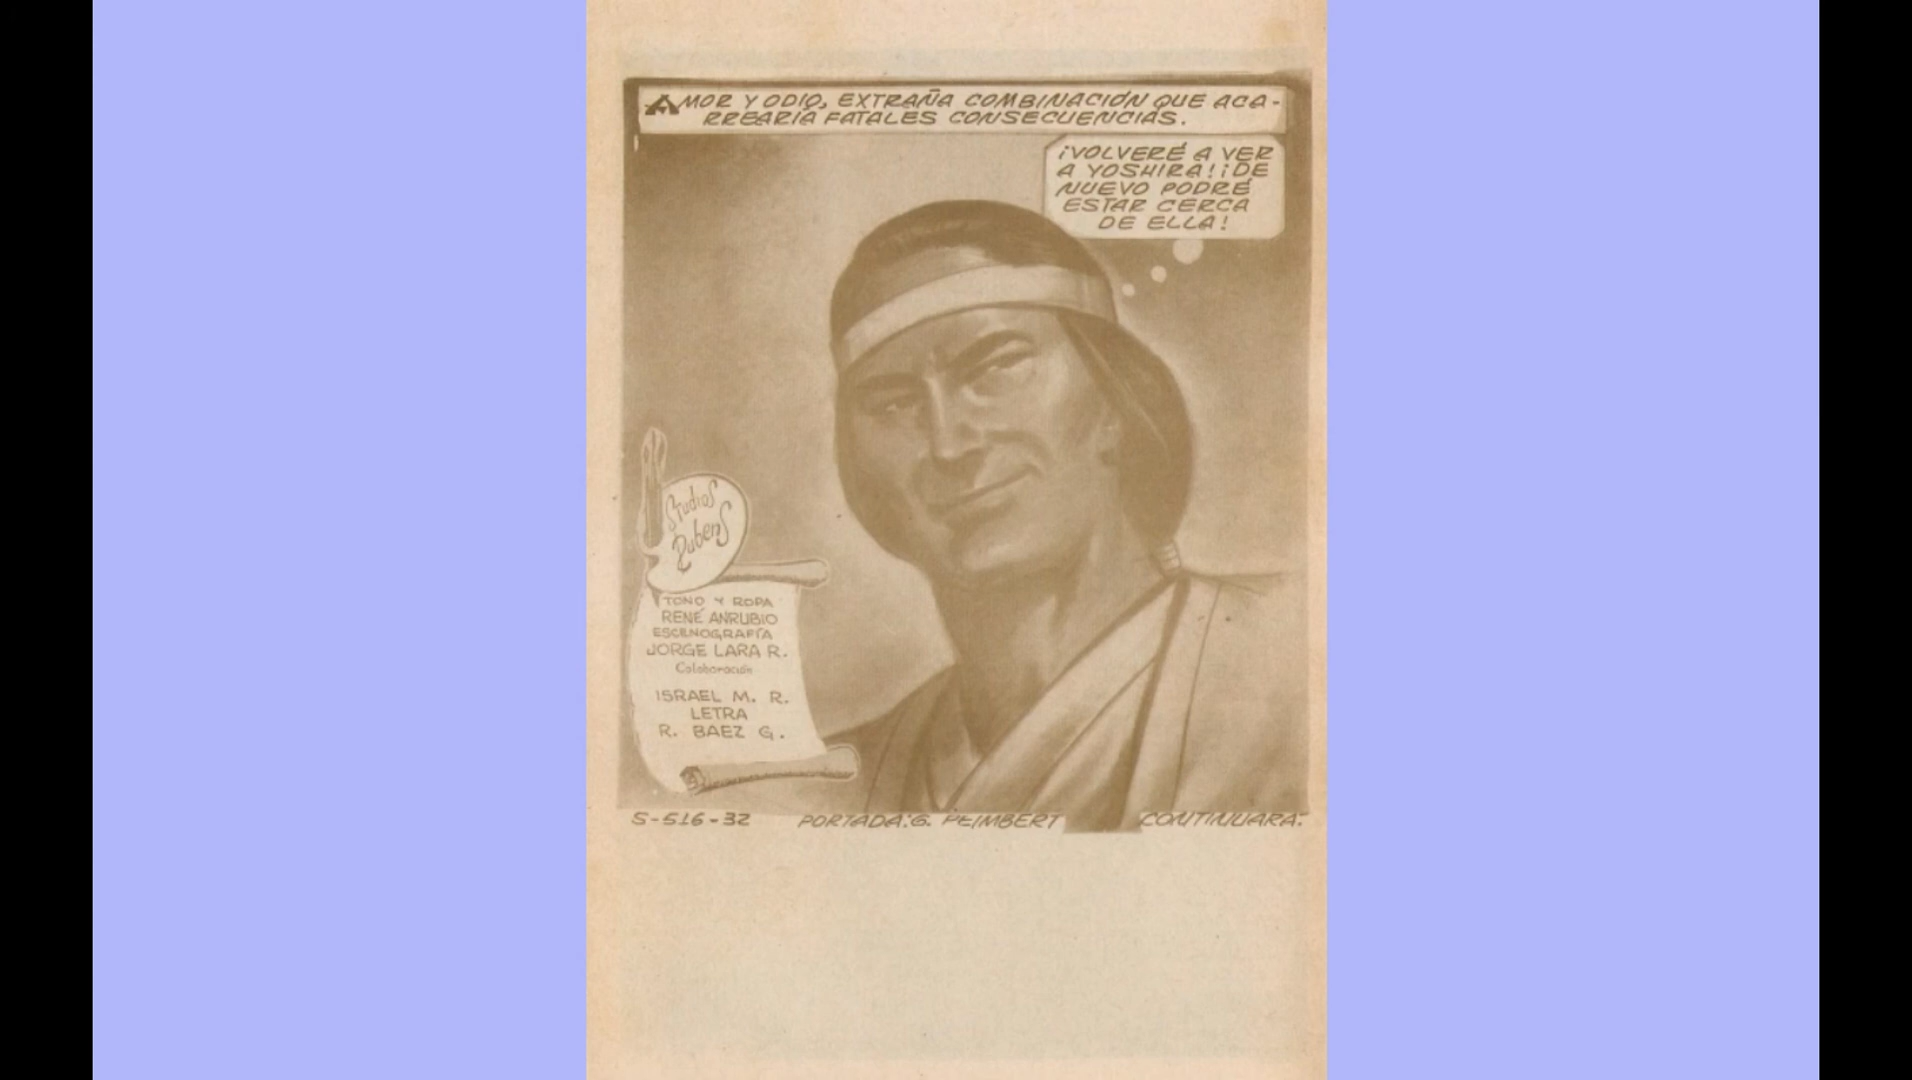 AMOR Y ODIO, EXTRAÑA COMBINACIÓN QUE ACA-
RREARÍA FATALES CONSECUENCIAS.
¡VOLVERÉ A VER
A YOSHIRA! ¡DE
NUEVO PODRÉ
ESTAR CERCA
DE ELLA!
Studios
Rubens
TONO Y ROPA
RENÉ ANRUBIO
ESCENOGRAFÍA
JORGE LARA R.
Colaboración
ISRAEL M. R.
LETRA
R. BAEZ G.
S-516-32 PORTADA: G. PEIMBERT CONTINUARA: